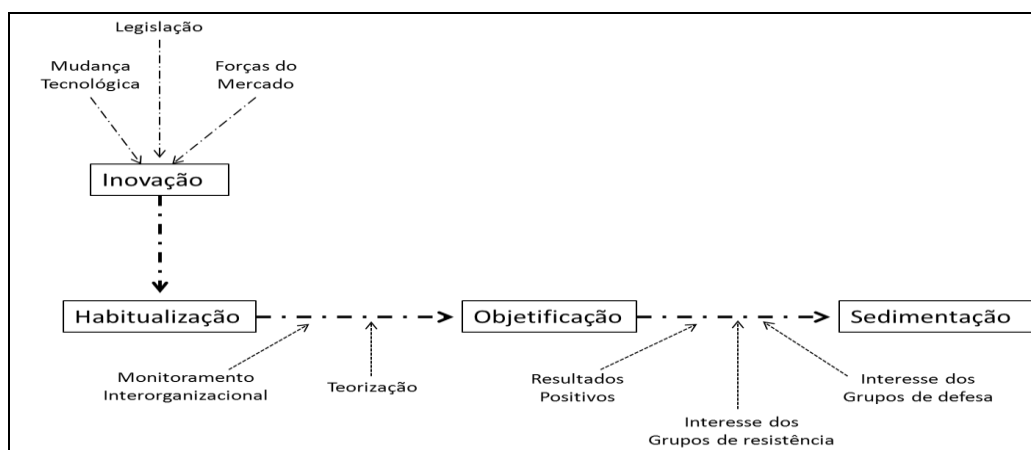 Legislação
Mudança
Tecnológica
Forças do
Mercado
Inovação
Habitualização
Objetificação
Sedimentação
Monitoramento
Interorganizacional
Teorização
Resultados
Positivos
Interesse dos
Grupos de resistência
Interesse dos
Grupos de defesa